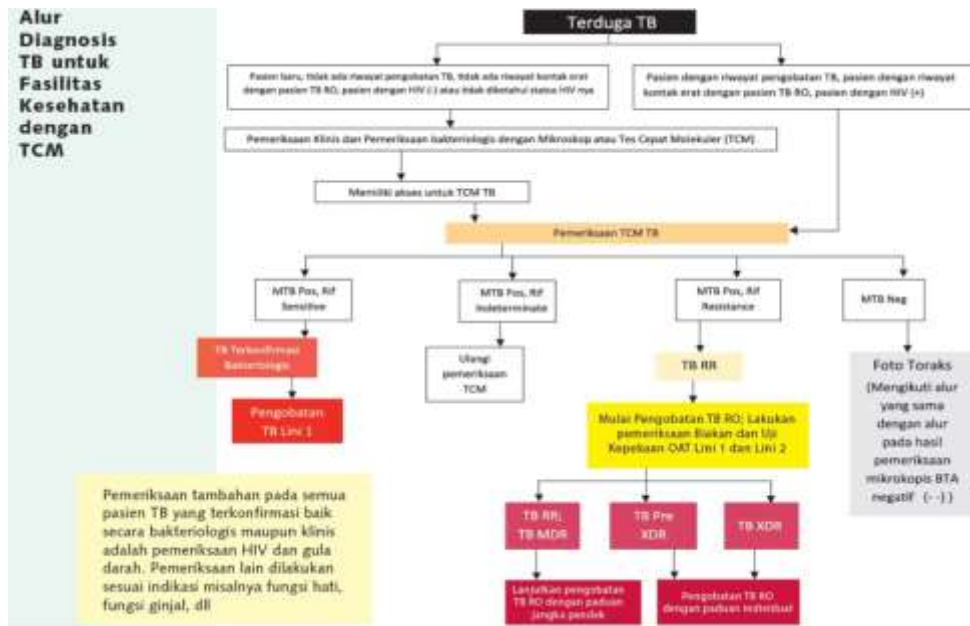 Alur
Diagnosis
TB untuk
Fasilitas
Kesehatan
dengan
TCM
Terduga TB
Pasien baru, tidak ada riwayat pengobatan TB, tidak ada riwayat kontak erat
dengan pasien TB RO, pasien dengan HIV (-) atau tidak diketahui status HIV nya
Pasien dengan riwayat pengobatan TB, pasien dengan riwayat
kontak erat dengan pasien TB RO, pasien dengan HIV (+)
Pemeriksaan Klinis dan Pemeriksaan bakteriologis dengan Mikroskop atau Tes Cepat Molekuler (TCM)
Memiliki akses untuk TCM TB
Pemeriksaan TCM TB
MTB Pos, Rif
Sensitive
MTB Pos, Rif
Indeterminate
MTB Pos, Rif
Resistance
MTB Neg
TB Terkonfirmasi
Bakteriologis
Ulangi
pemeriksaan
TCM
TB RR
Foto Toraks
(Mengikuti alur
yang sama
dengan alur
pada hasil
pemeriksaan
mikrokopis BTA
negatif (- -) )
Pengobatan
TB Lini 1
Mulai Pengobatan TB RO; Lakukan
pemeriksaan Biakan dan Uji
Kepekaan OAT Lini 1 dan Lini 2
Pemeriksaan tambahan pada semua
pasien TB yang terkonfirmasi baik
secara bakteriologis maupun klinis
adalah pemeriksaan HIV dan gula
darah. Pemeriksaan lain dilakukan
sesuai indikasi misalnya fungsi hati,
fungsi ginjal, dll
TB RR;
TB MDR
TB Pre
XDR
TB XDR
Lanjutkan pengobatan
TB RO dengan paduan
jangka pendek
Pengobatan TB RO
dengan paduan individual